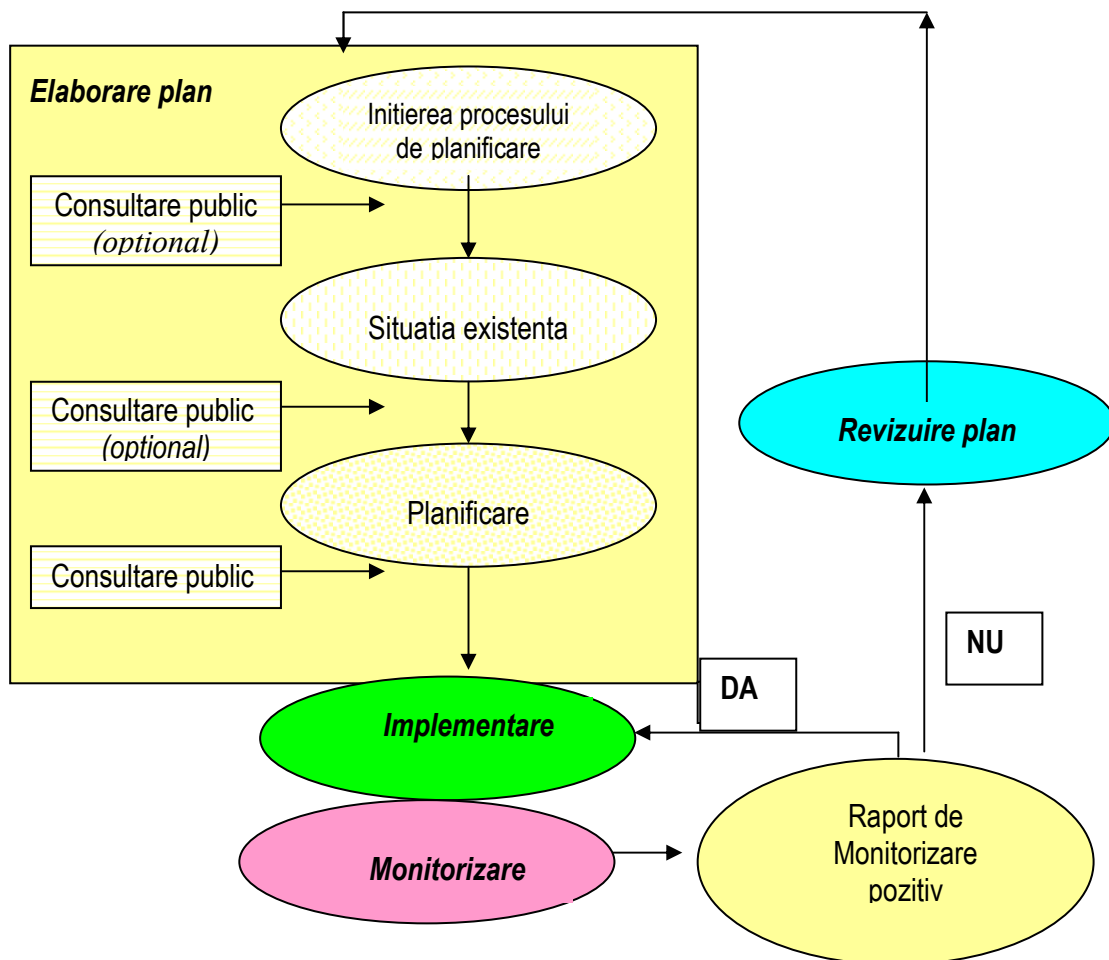 Elaborare plan
Initierea procesului
de planificare
Consultare public
(optional)
Situatia existenta
Consultare public
(optional)
Revizuire plan
Planificare
Consultare public
NU
DA
Implementare
Raport de
Monitorizare
pozitiv
Monitorizare